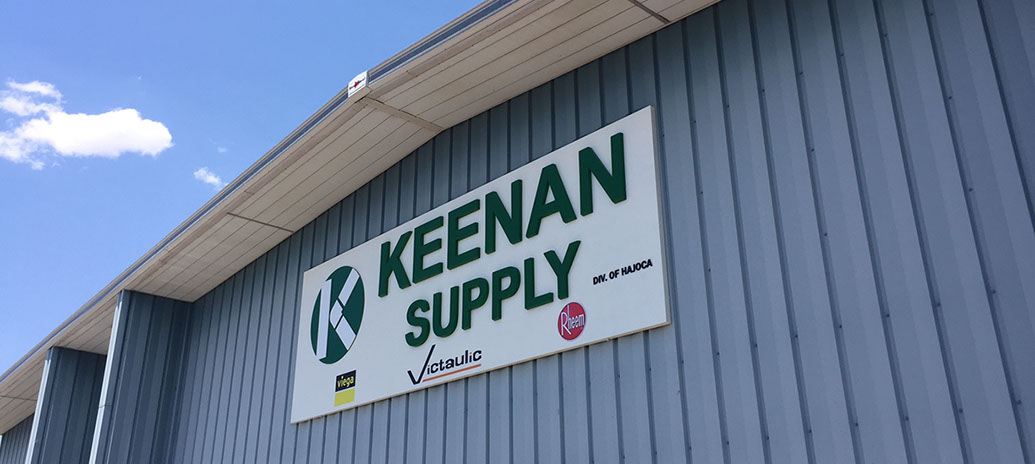 KEENAN
SUPPLY
DIV. OF HAJOCA
K
viega
Victaulic
Rheem